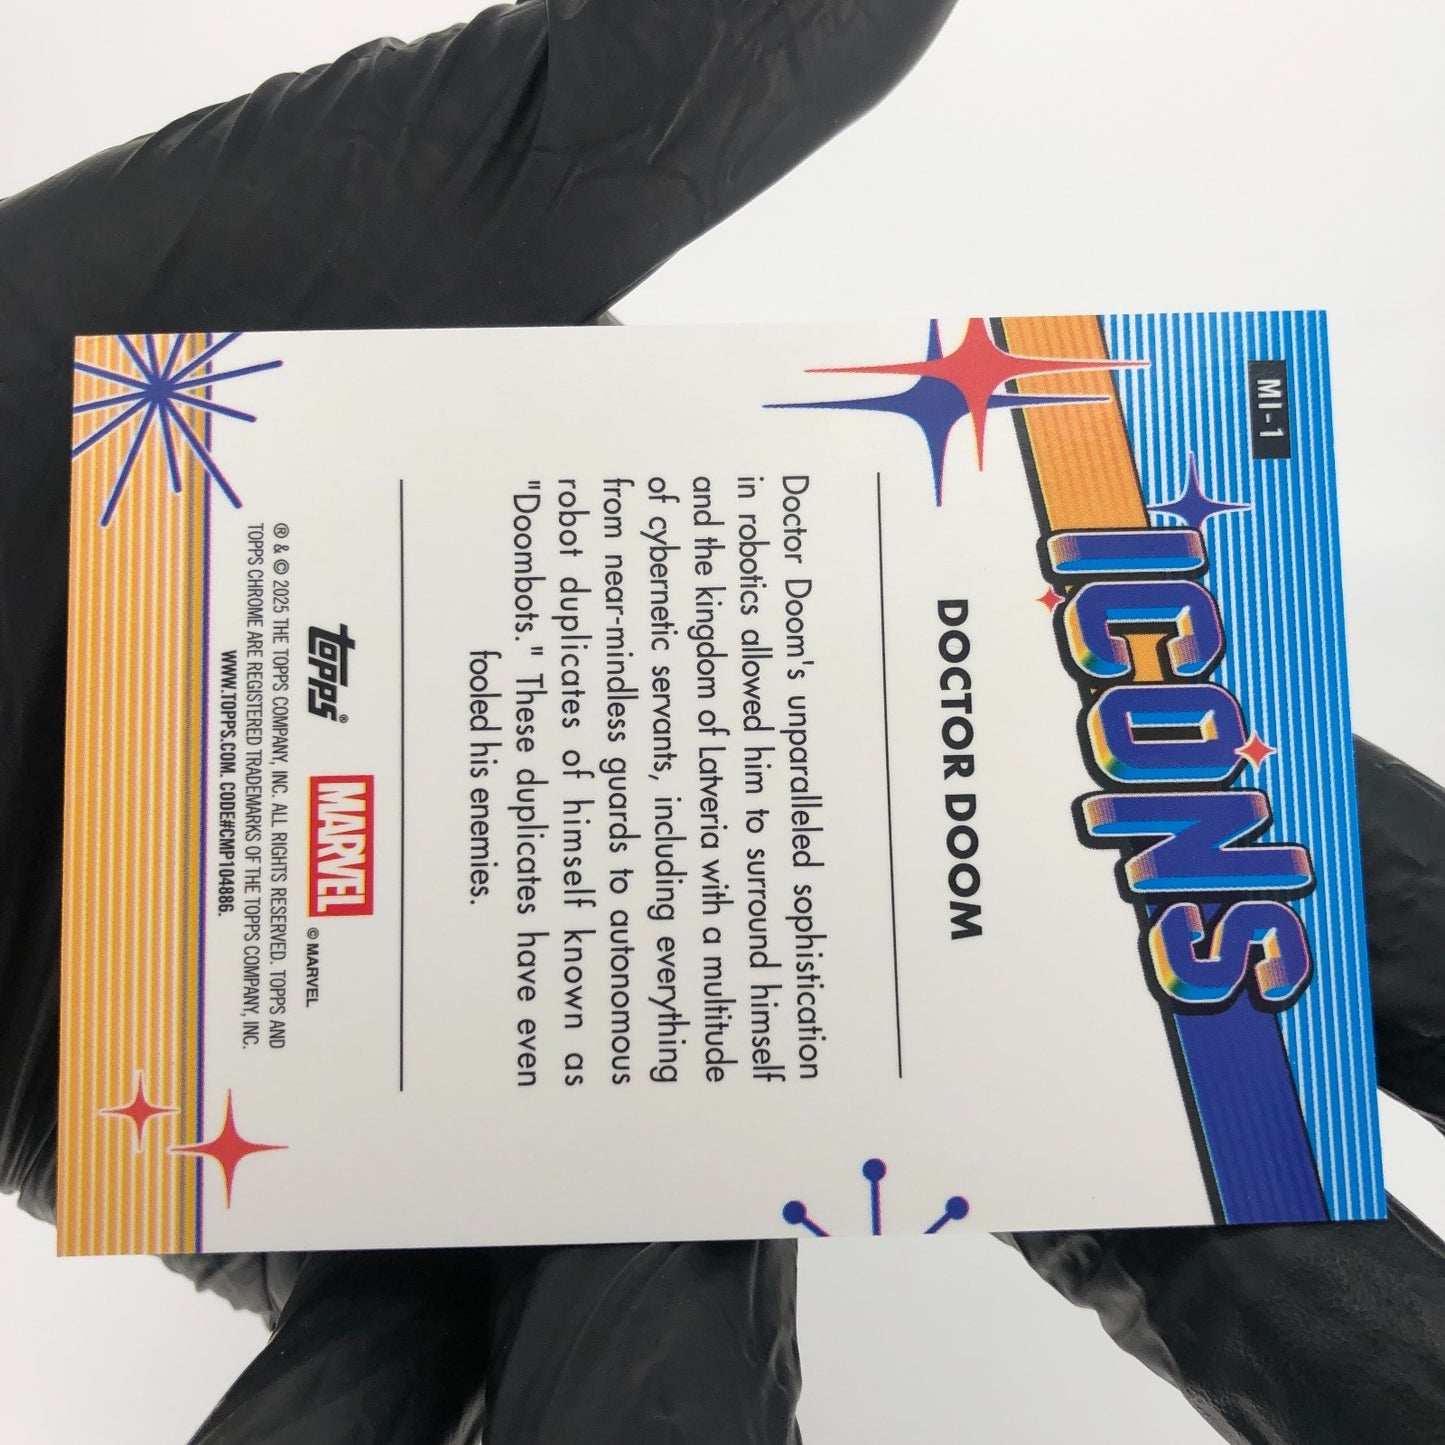 MI-1
ICONS
DOCTOR DOOM
Doctor Doom's unparalleled sophistication
in robotics allowed him to surround himself
and the kingdom of Latveria with a multitude
of cybernetic servants, including everything
from near-mindless guards to autonomous
robot duplicates of himself known as
"Doombots." These duplicates have even
fooled his enemies.
topps®
MARVEL
© MARVEL
® & © 2025 THE TOPPS COMPANY, INC. ALL RIGHTS RESERVED. TOPPS AND
TOPPS CHROME ARE REGISTERED TRADEMARKS OF THE TOPPS COMPANY, INC.
WWW.TOPPS.COM. CODE#CMP104886.